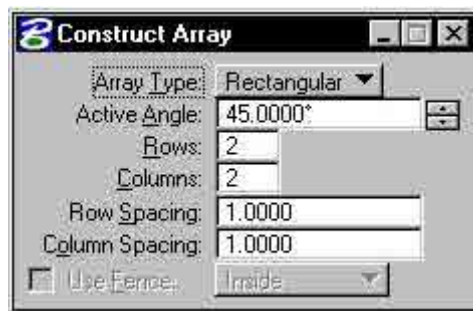 Construct Array
Array Type: Rectangular
Active Angle: 45.0000°
Rows: 2
Columns: 2
Row Spacing: 1.0000
Column Spacing: 1.0000
Use Fence: Inside